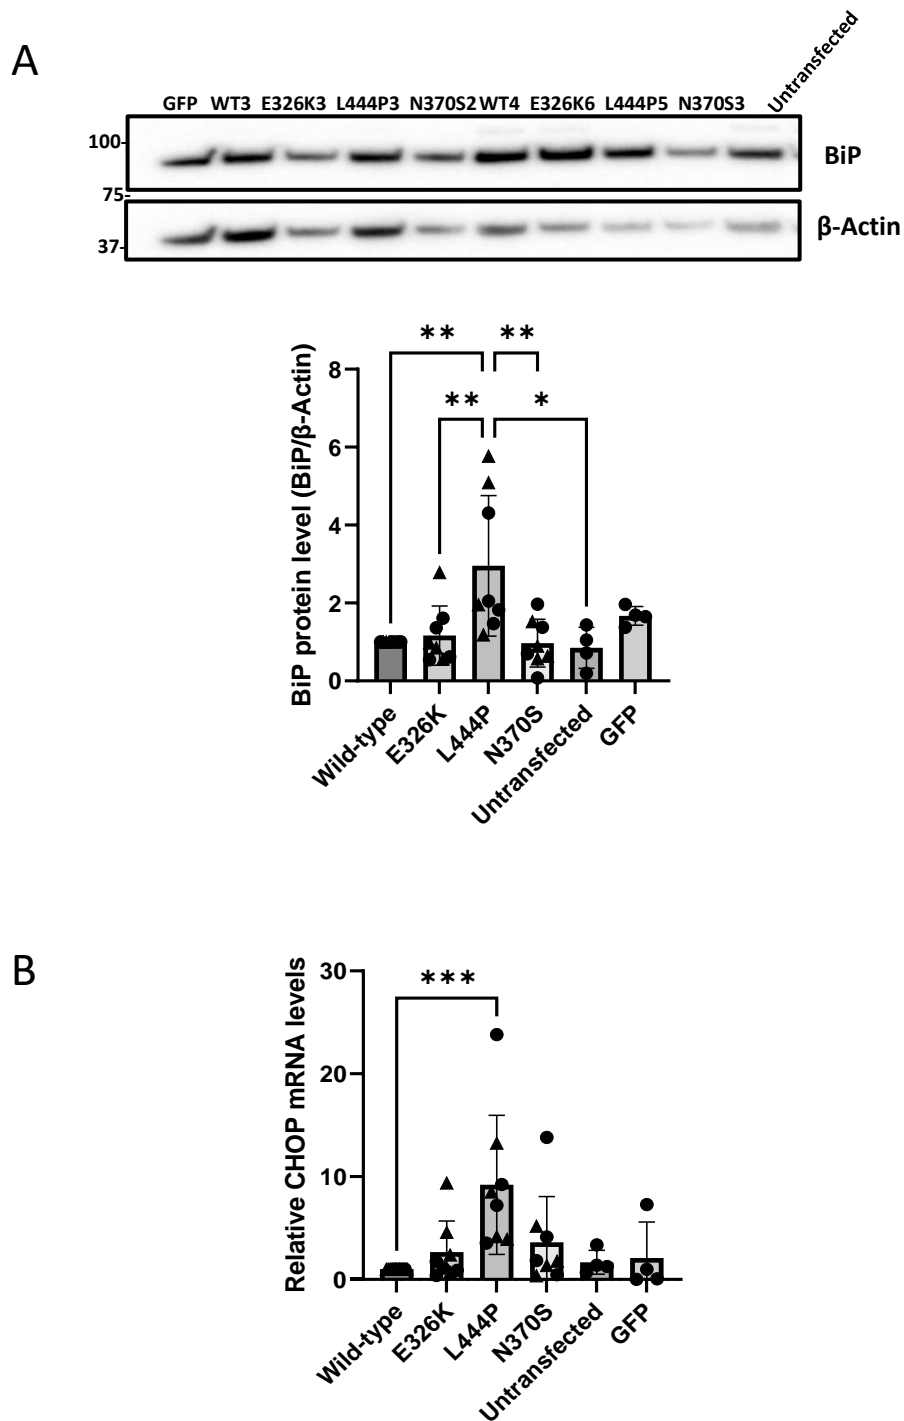 A
GFP WT3 E326K3 L444P3 N370S2 WT4 E326K6 L444P5 N370S3 Untransfected
100-
BiP
75-
β-Actin
37-
** **
** *
BiP protein level (BiP/β-Actin)
8
6
4
2
0
Wild-type
E326K
L444P
N370S
Untransfected
GFP
B
***
Relative CHOP mRNA levels
30
20
10
0
Wild-type
E326K
L444P
N370S
Untransfected
GFP